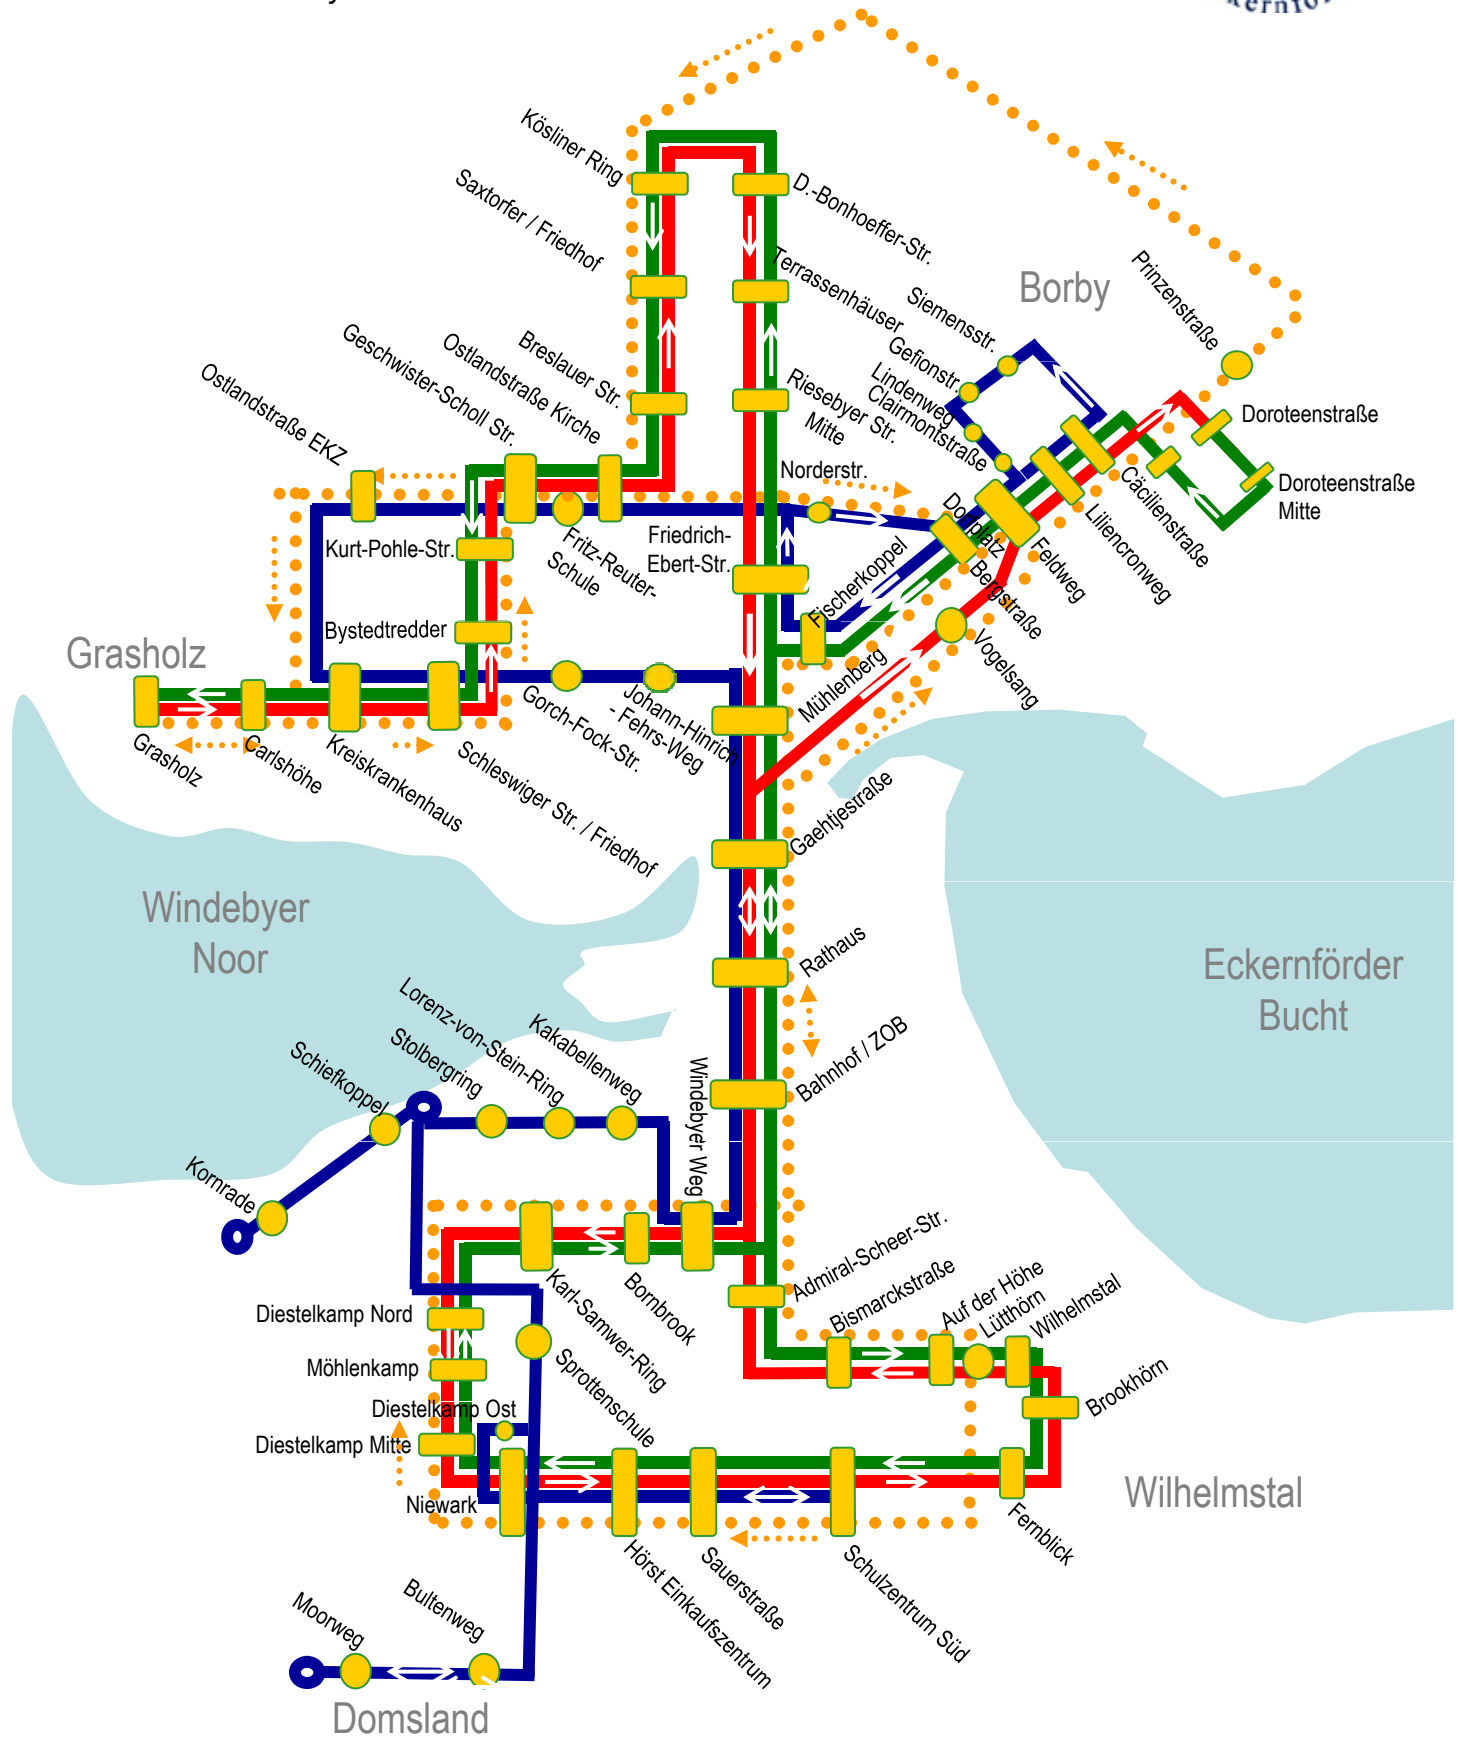 Kösliner Ring
Saxtorfer / Friedhof
D.-Bonhoeffer-Str.
Terrassenhäuser
Siemensstr.
Borby
Prinzenstraße
Geschwister-Scholl Str.
Ostlandstraße Kirche
Breslauer Str.
Gefionstr.
Lindenweg
Clairmontstraße
Ostlandstraße EKZ
Riesebyer Str.
Mitte
Norderstr.
Doroteenstraße
Doroteenstraße
Mitte
Cäcilienstraße
Liliencronweg
Feldweg
Dorfplatz
Bergstraße
Kurt-Pohle-Str.
Fritz-Reuter-
Schule
Friedrich-
Ebert-Str.
Fischerkoppel
Bystedtredder
Grasholz
Vogelsang
Mühlenberg
Gorch-Fock-Str.
Johann-Hinrich
- Fehrs-Weg
Grasholz
Carlshöhe
Kreiskrankenhaus
Schleswiger Str. / Friedhof
Gaehtjestraße
Windebyer
Noor
Rathaus
Eckernförder
Bucht
Lorenz-von-Stein-Ring
Stolbergring
Kakabellenweg
Schiefkoppel
Bahnhof / ZOB
Windebyer Weg
Kornrade
Admiral-Scheer-Str.
Bismarckstraße
Auf der Höhe
Lütthörn
Wilhelmstal
Karl-Samwer-Ring
Bornbrook
Diestelkamp Nord
Möhlenkamp
Sprottenschule
Brookhörn
Diestelkamp Ost
Diestelkamp Mitte
Niewark
Wilhelmstal
Fernblick
Hörst Einkaufszentrum
Sauerstraße
Schulzentrum Süd
Moorweg
Bultenweg
Domsland